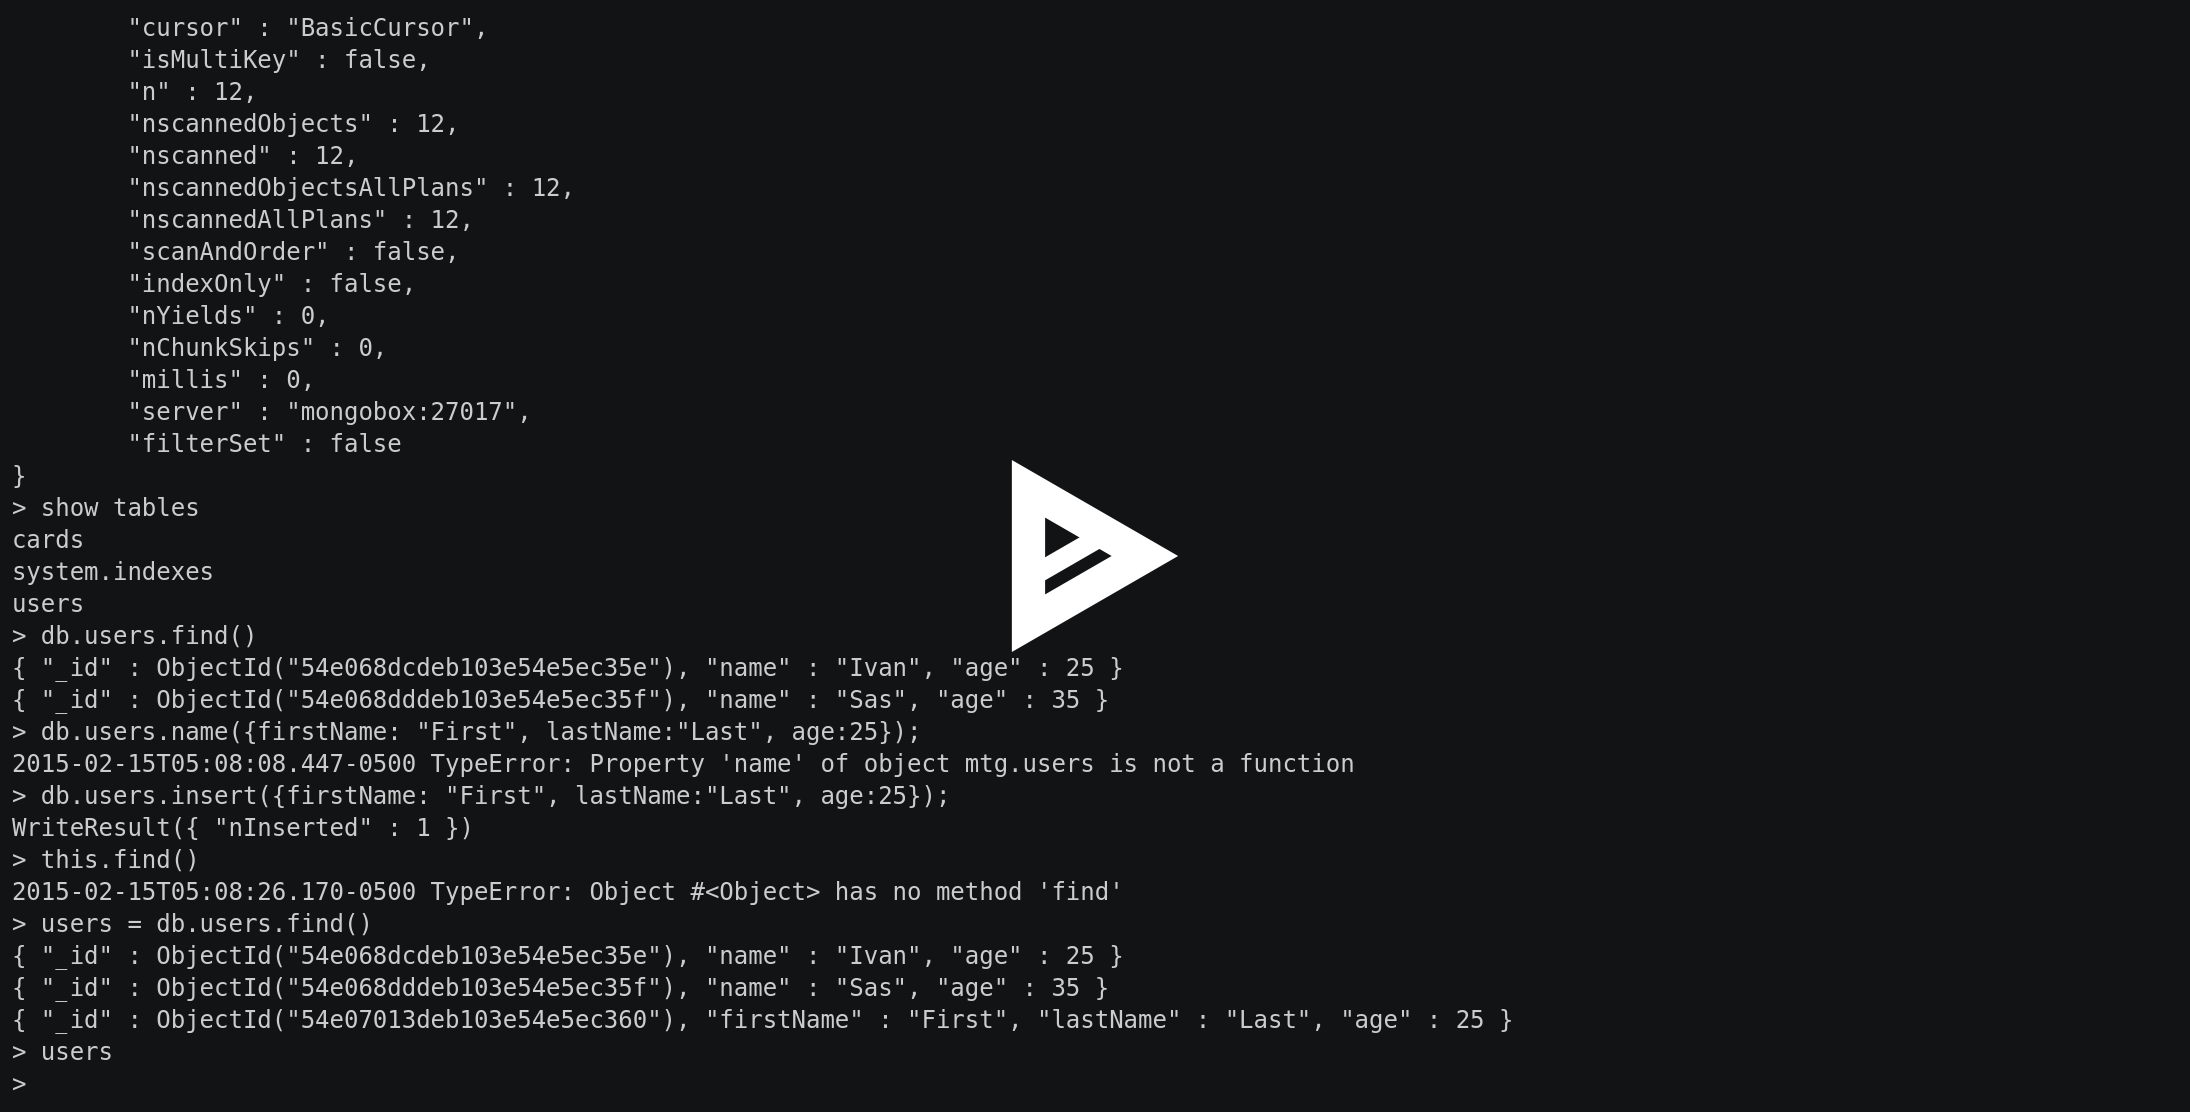 "cursor" : "BasicCursor",
"isMultiKey" : false,
"n" : 12,
"nscannedObjects" : 12,
"nscanned" : 12,
"nscannedObjectsAllPlans" : 12,
"nscannedAllPlans" : 12,
"scanAndOrder" : false,
"indexOnly" : false,
"nYields" : 0,
"nChunkSkips" : 0,
"millis" : 0,
"server" : "mongobox:27017",
"filterSet" : false
}
> show tables
cards
system.indexes
users
> db.users.find()
{ "_id" : ObjectId("54e068dcdeb103e54e5ec35e"), "name" : "Ivan", "age" : 25 }
{ "_id" : ObjectId("54e068dddeb103e54e5ec35f"), "name" : "Sas", "age" : 35 }
> db.users.name({firstName: "First", lastName:"Last", age:25});
2015-02-15T05:08:08.447-0500 TypeError: Property 'name' of object mtg.users is not a function
> db.users.insert({firstName: "First", lastName:"Last", age:25});
WriteResult({ "nInserted" : 1 })
> this.find()
2015-02-15T05:08:26.170-0500 TypeError: Object #<Object> has no method 'find'
> users = db.users.find()
{ "_id" : ObjectId("54e068dcdeb103e54e5ec35e"), "name" : "Ivan", "age" : 25 }
{ "_id" : ObjectId("54e068dddeb103e54e5ec35f"), "name" : "Sas", "age" : 35 }
{ "_id" : ObjectId("54e07013deb103e54e5ec360"), "firstName" : "First", "lastName" : "Last", "age" : 25 }
> users
>